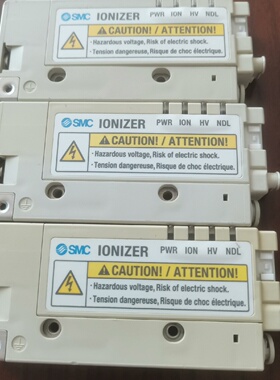 SMC IONIZER PWR ION HV NDL
CAUTION! / ATTENTION!
・Hazardous voltage, Risk of electric shock.
・Tension dangereuse, Risque de choc électrique.
SMC IONIZER PWR ION HV NDL
CAUTION! / ATTENTION!
・Hazardous voltage, Risk of electric shock.
・Tension dangereuse, Risque de choc électrique.
SMC IONIZER PWR ION HV NDL
CAUTION! / ATTENTION!
・Hazardous voltage, Risk of electric shock.
・Tension dangereuse, Risque de choc électrique.